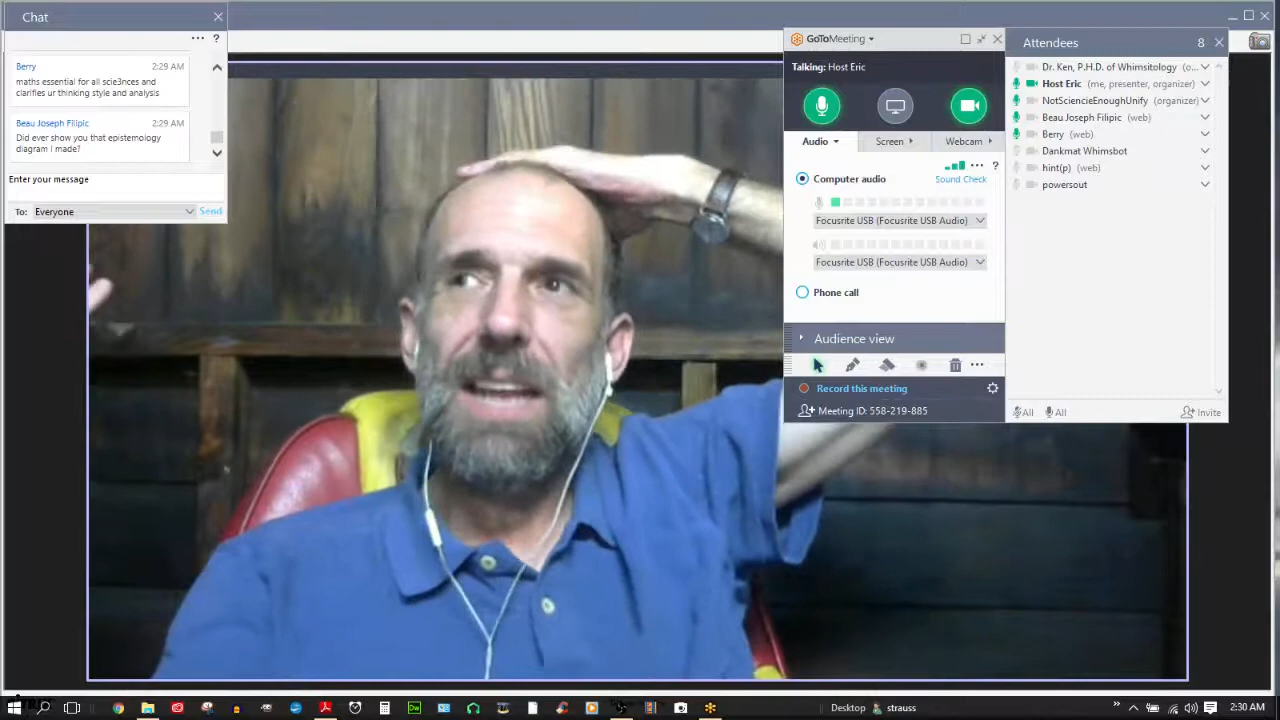 Chat
Berry 2:29 AM
maths essential for all scie3nces and
clarifies ur thinking style and analysis
Beau Joseph Filipic 2:29 AM
Did ever show you that epistemology
diagram I made?
Enter your message
To: Everyone Send
GoToMeeting
Talking: Host Eric
Audio Screen Webcam
Computer audio Sound Check
Focusrite USB (Focusrite USB Audio)
Focusrite USB (Focusrite USB Audio)
Phone call
Audience view
Record this meeting
Meeting ID: 558-219-885
Attendees 8
Dr. Ken, P.H.D. of Whimsitology (o...
Host Eric (me, presenter, organizer)
NotSciencieEnoughUnify (organizer)
Beau Joseph Filipic (web)
Berry (web)
Dankmat Whimsbot
hint(p) (web)
powersout
All All Invite
Dw
Desktop strauss 2:30 AM